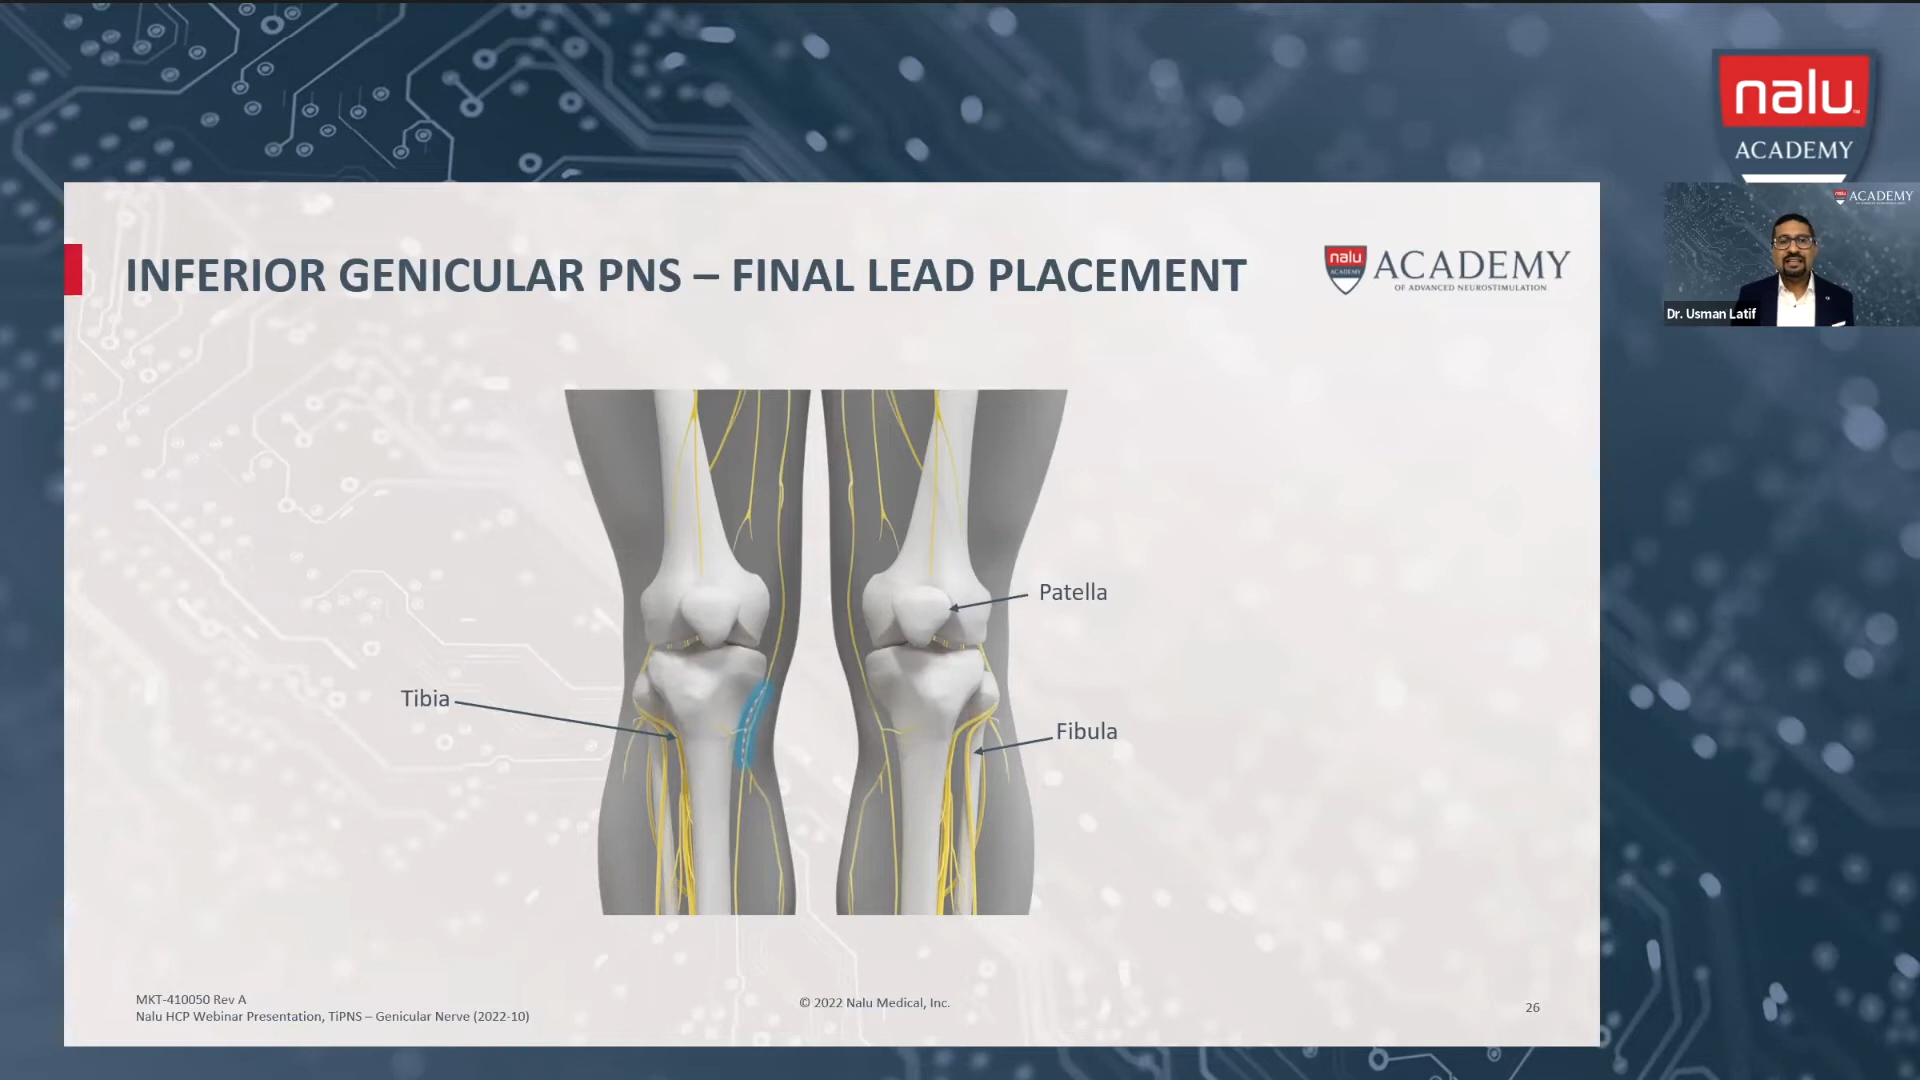 nalu
ACADEMY
ACADEMY
Dr. Usman Latif
INFERIOR GENICULAR PNS – FINAL LEAD PLACEMENT
nalu
ACADEMY
ACADEMY
OF ADVANCED NEUROSTIMULATION
Patella
Tibia
Fibula
MKT-410050 Rev A
Nalu HCP Webinar Presentation, TiPNS – Genicular Nerve (2022-10)
© 2022 Nalu Medical, Inc.
26